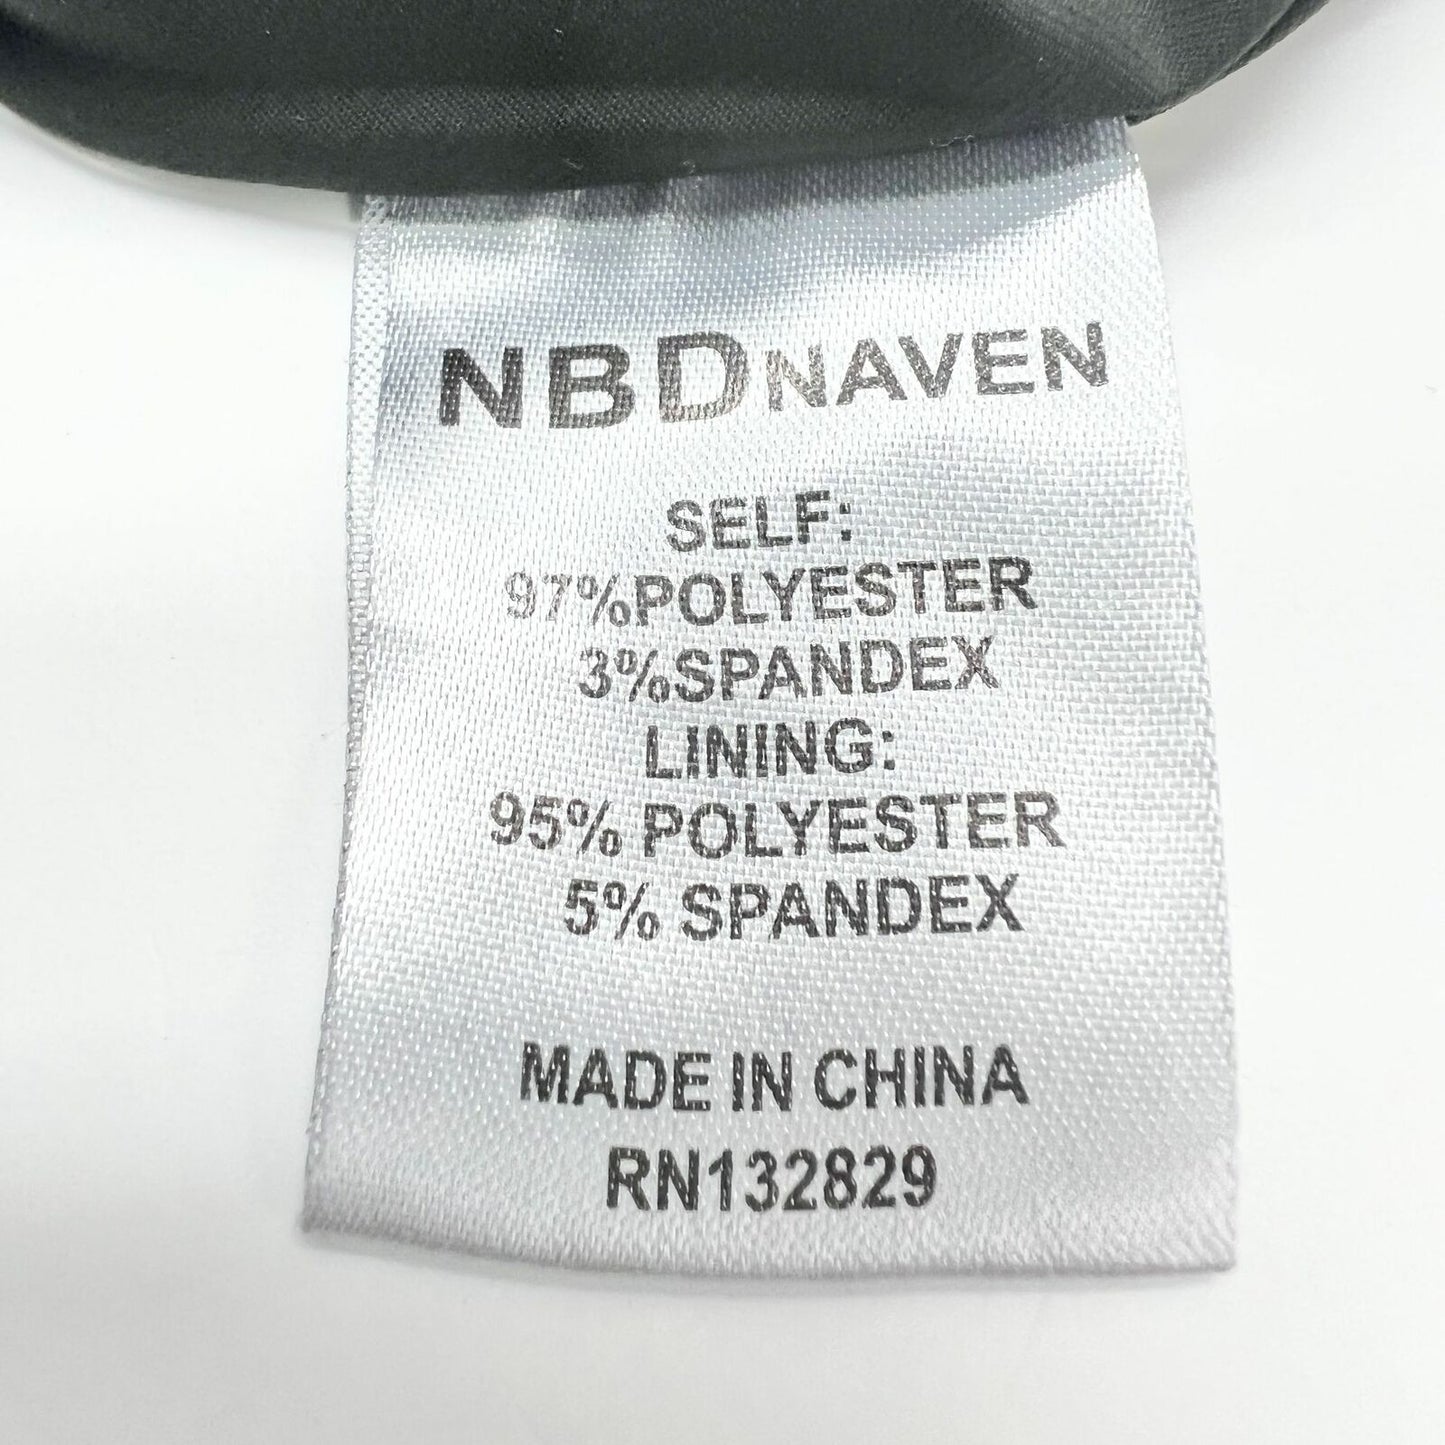 NBDNAVEN
SELF:
97%POLYESTER
3%SPANDEX
LINING:
95% POLYESTER
5% SPANDEX
MADE IN CHINA
RN132829